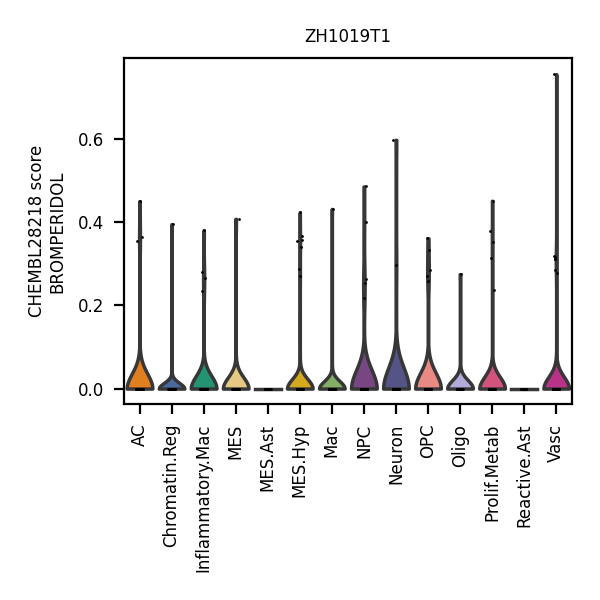 ZH1019T1
CHEMBL28218 score
BROMPERIDOL
0.6
0.4
0.2
0.0
AC
Chromatin.Reg
Inflammatory.Mac
MES
MES.Ast
MES.Hyp
Mac
NPC
Neuron
OPC
Oligo
Prolif.Metab
Reactive.Ast
Vasc